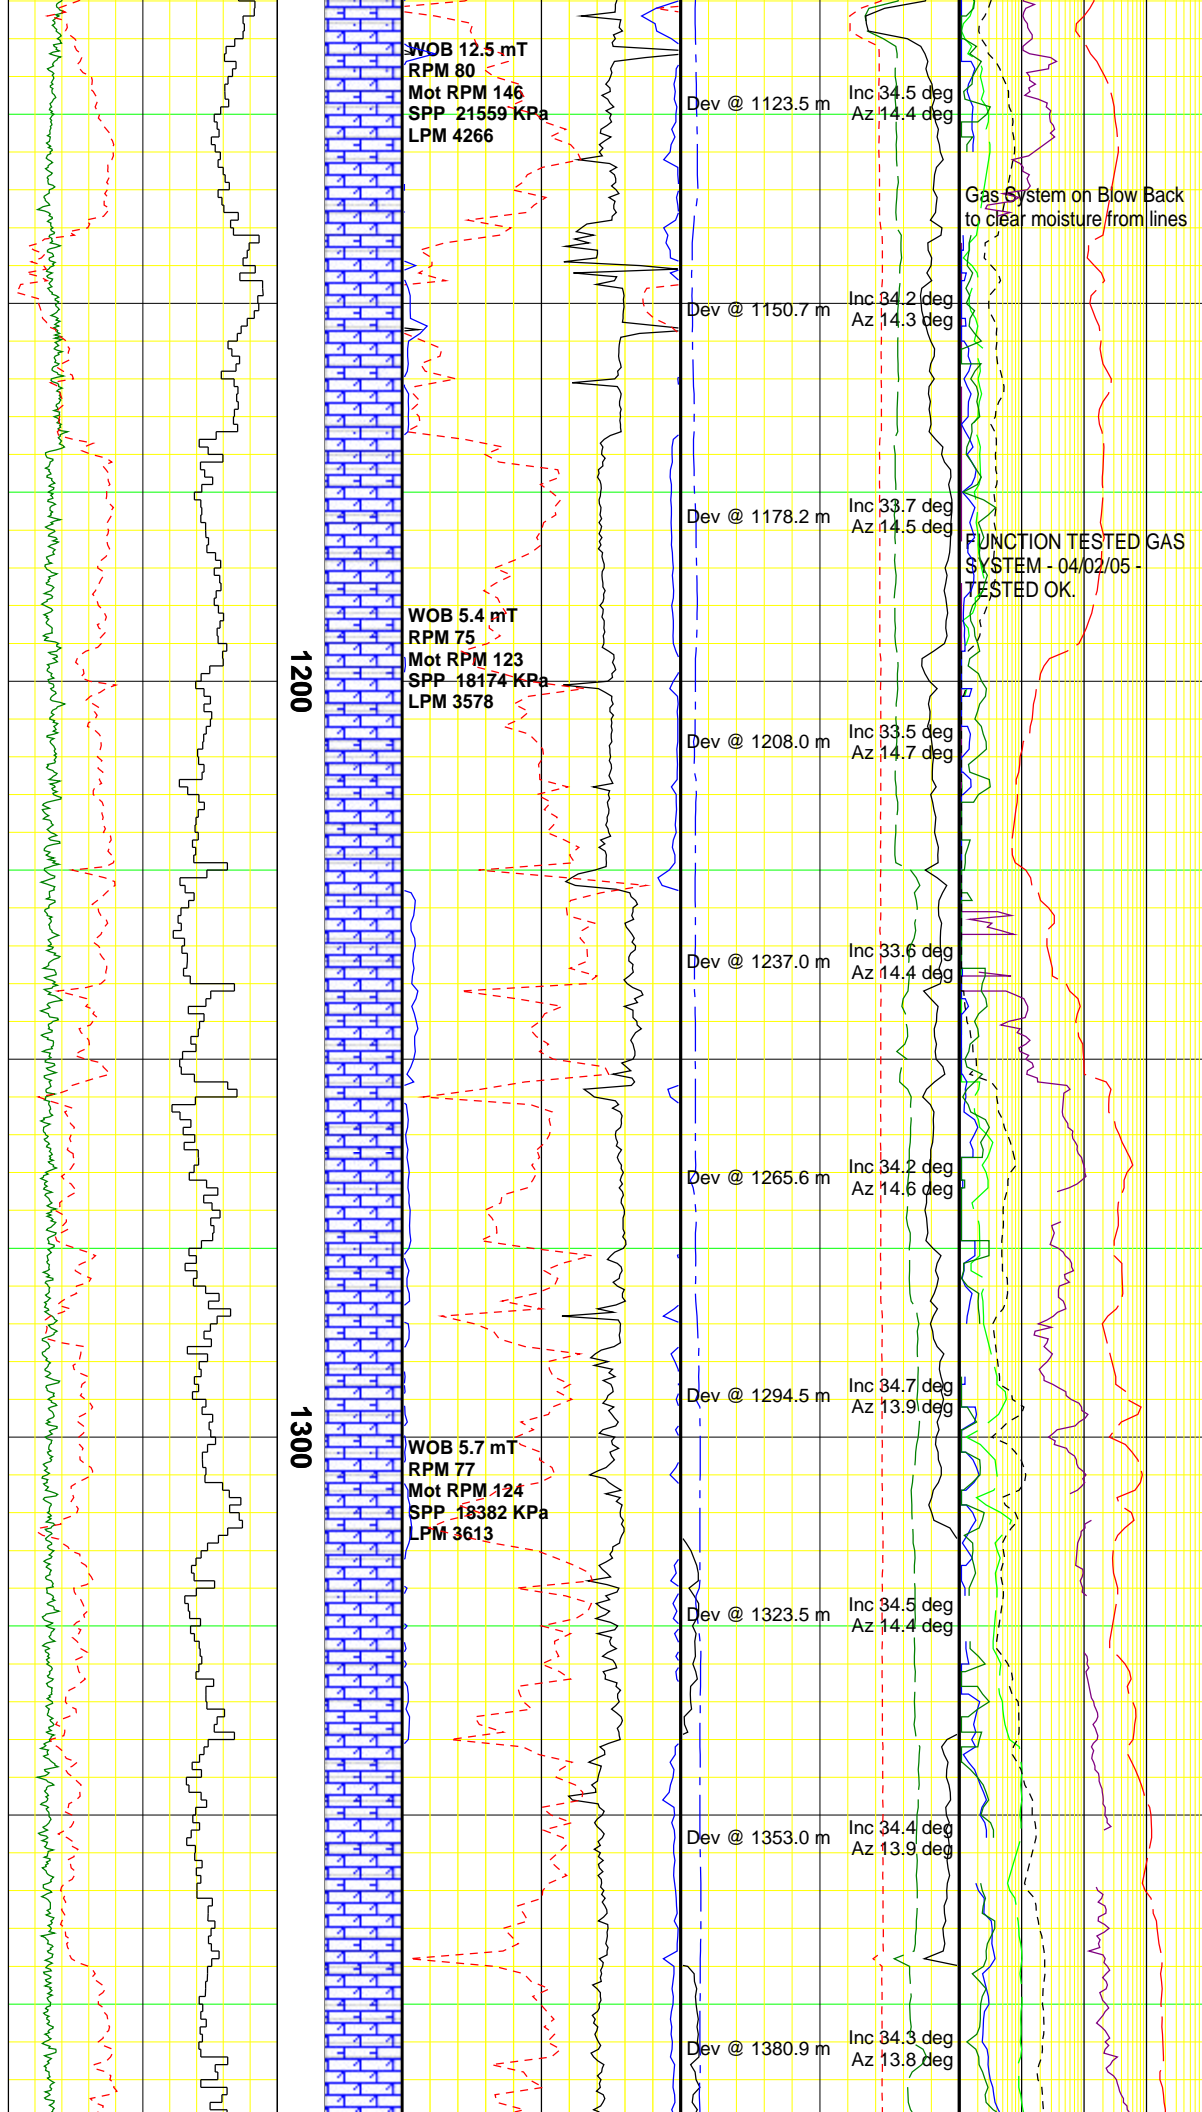 WOB 12.5 mT
RPM 80
Mot RPM 146
SPP 21559 KPa
LPM 4266
Dev @ 1123.5 m
Inc 34.5 deg
Az 14.4 deg
Gas System on Blow Back
to clear moisture from lines
Dev @ 1150.7 m
Inc 34.2 deg
Az 14.3 deg
Dev @ 1178.2 m
Inc 33.7 deg
Az 14.5 deg
FUNCTION TESTED GAS
SYSTEM - 04/02/05 -
TESTED OK.
WOB 5.4 mT
RPM 75
Mot RPM 123
SPP 18174 KPa
LPM 3578
1200
Dev @ 1208.0 m
Inc 33.5 deg
Az 14.7 deg
Dev @ 1237.0 m
Inc 33.6 deg
Az 14.4 deg
Dev @ 1265.6 m
Inc 34.2 deg
Az 14.6 deg
Dev @ 1294.5 m
Inc 34.7 deg
Az 13.9 deg
1300
WOB 5.7 mT
RPM 77
Mot RPM 124
SPP 18382 KPa
LPM 3613
Dev @ 1323.5 m
Inc 34.5 deg
Az 14.4 deg
Dev @ 1353.0 m
Inc 34.4 deg
Az 13.9 deg
Dev @ 1380.9 m
Inc 34.3 deg
Az 13.8 deg